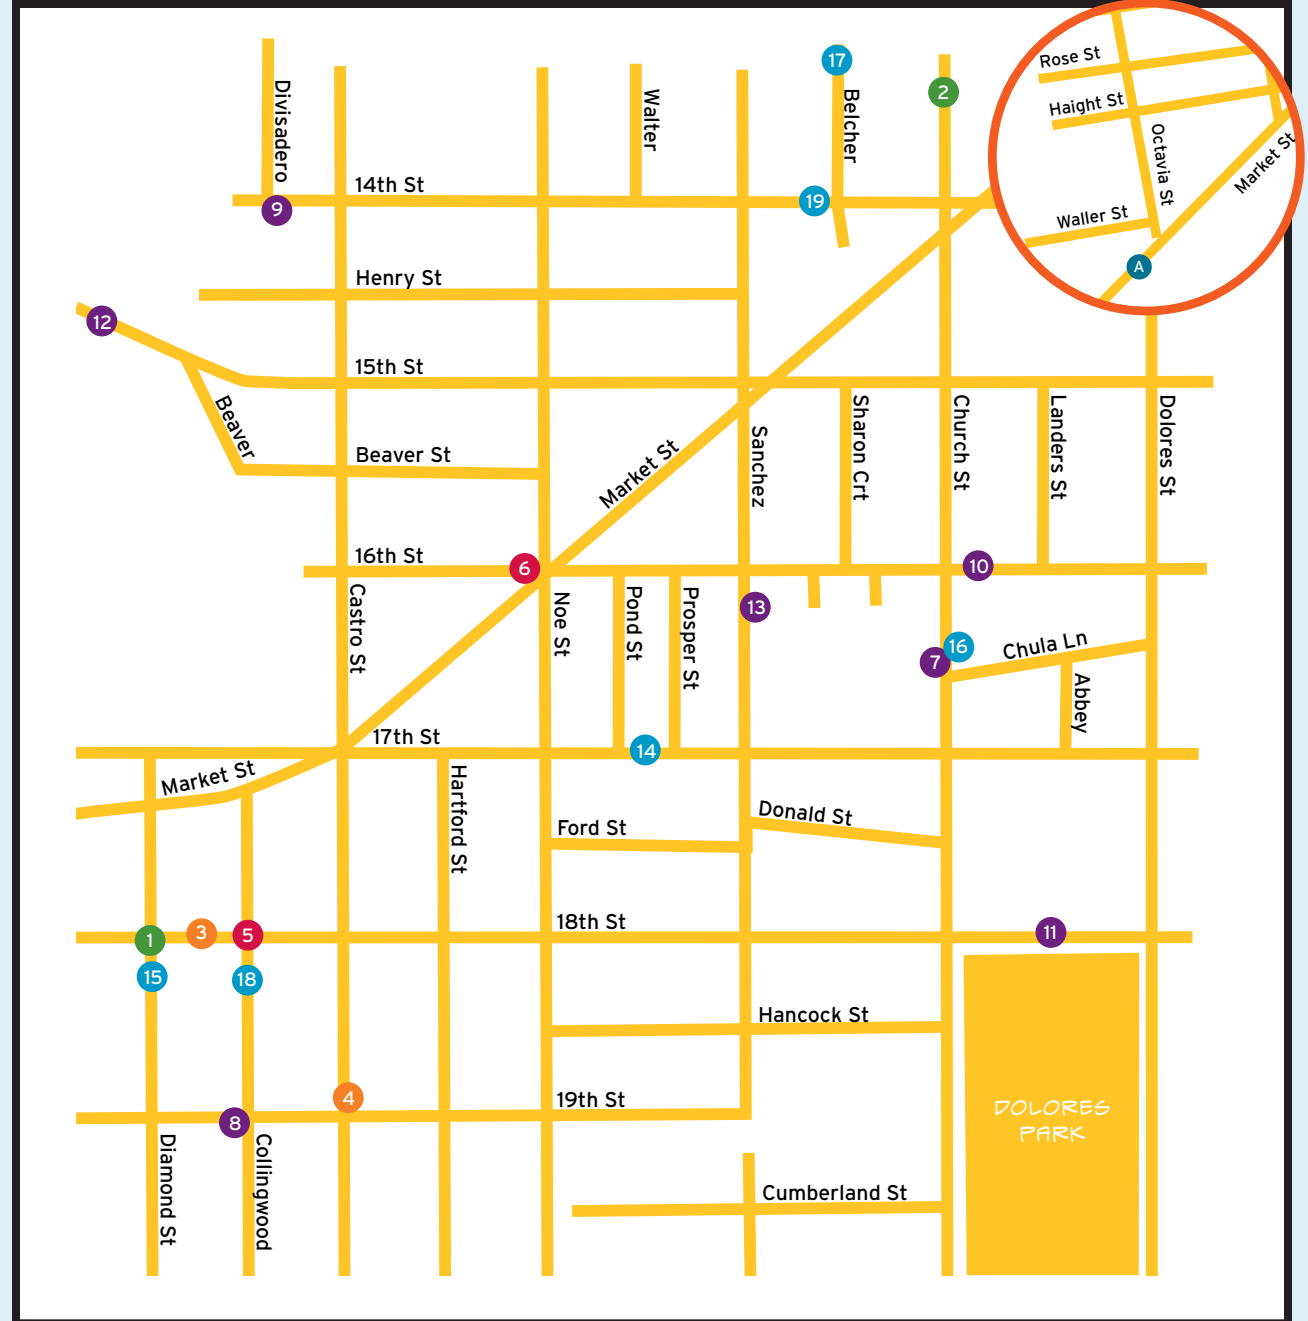 Rose St
Haight St
Octavia St
Market St
Waller St
A
17
2
Divisadero
Walter
Belcher
14th St
19
9
Henry St
12
15th St
Beaver
Beaver St
Market St
Sanchez
Sharon Crt
Church St
Landers St
Dolores St
16th St
6
10
Castro St
Noe St
Pond St
Prosper St
13
16
7
Chula Ln
Abbey
17th St
14
Market St
Hartford St
Ford St
Donald St
18th St
1
3
5
11
15
18
Hancock St
4
19th St
8
DOLORES
PARK
Diamond St
Collingwood
Cumberland St